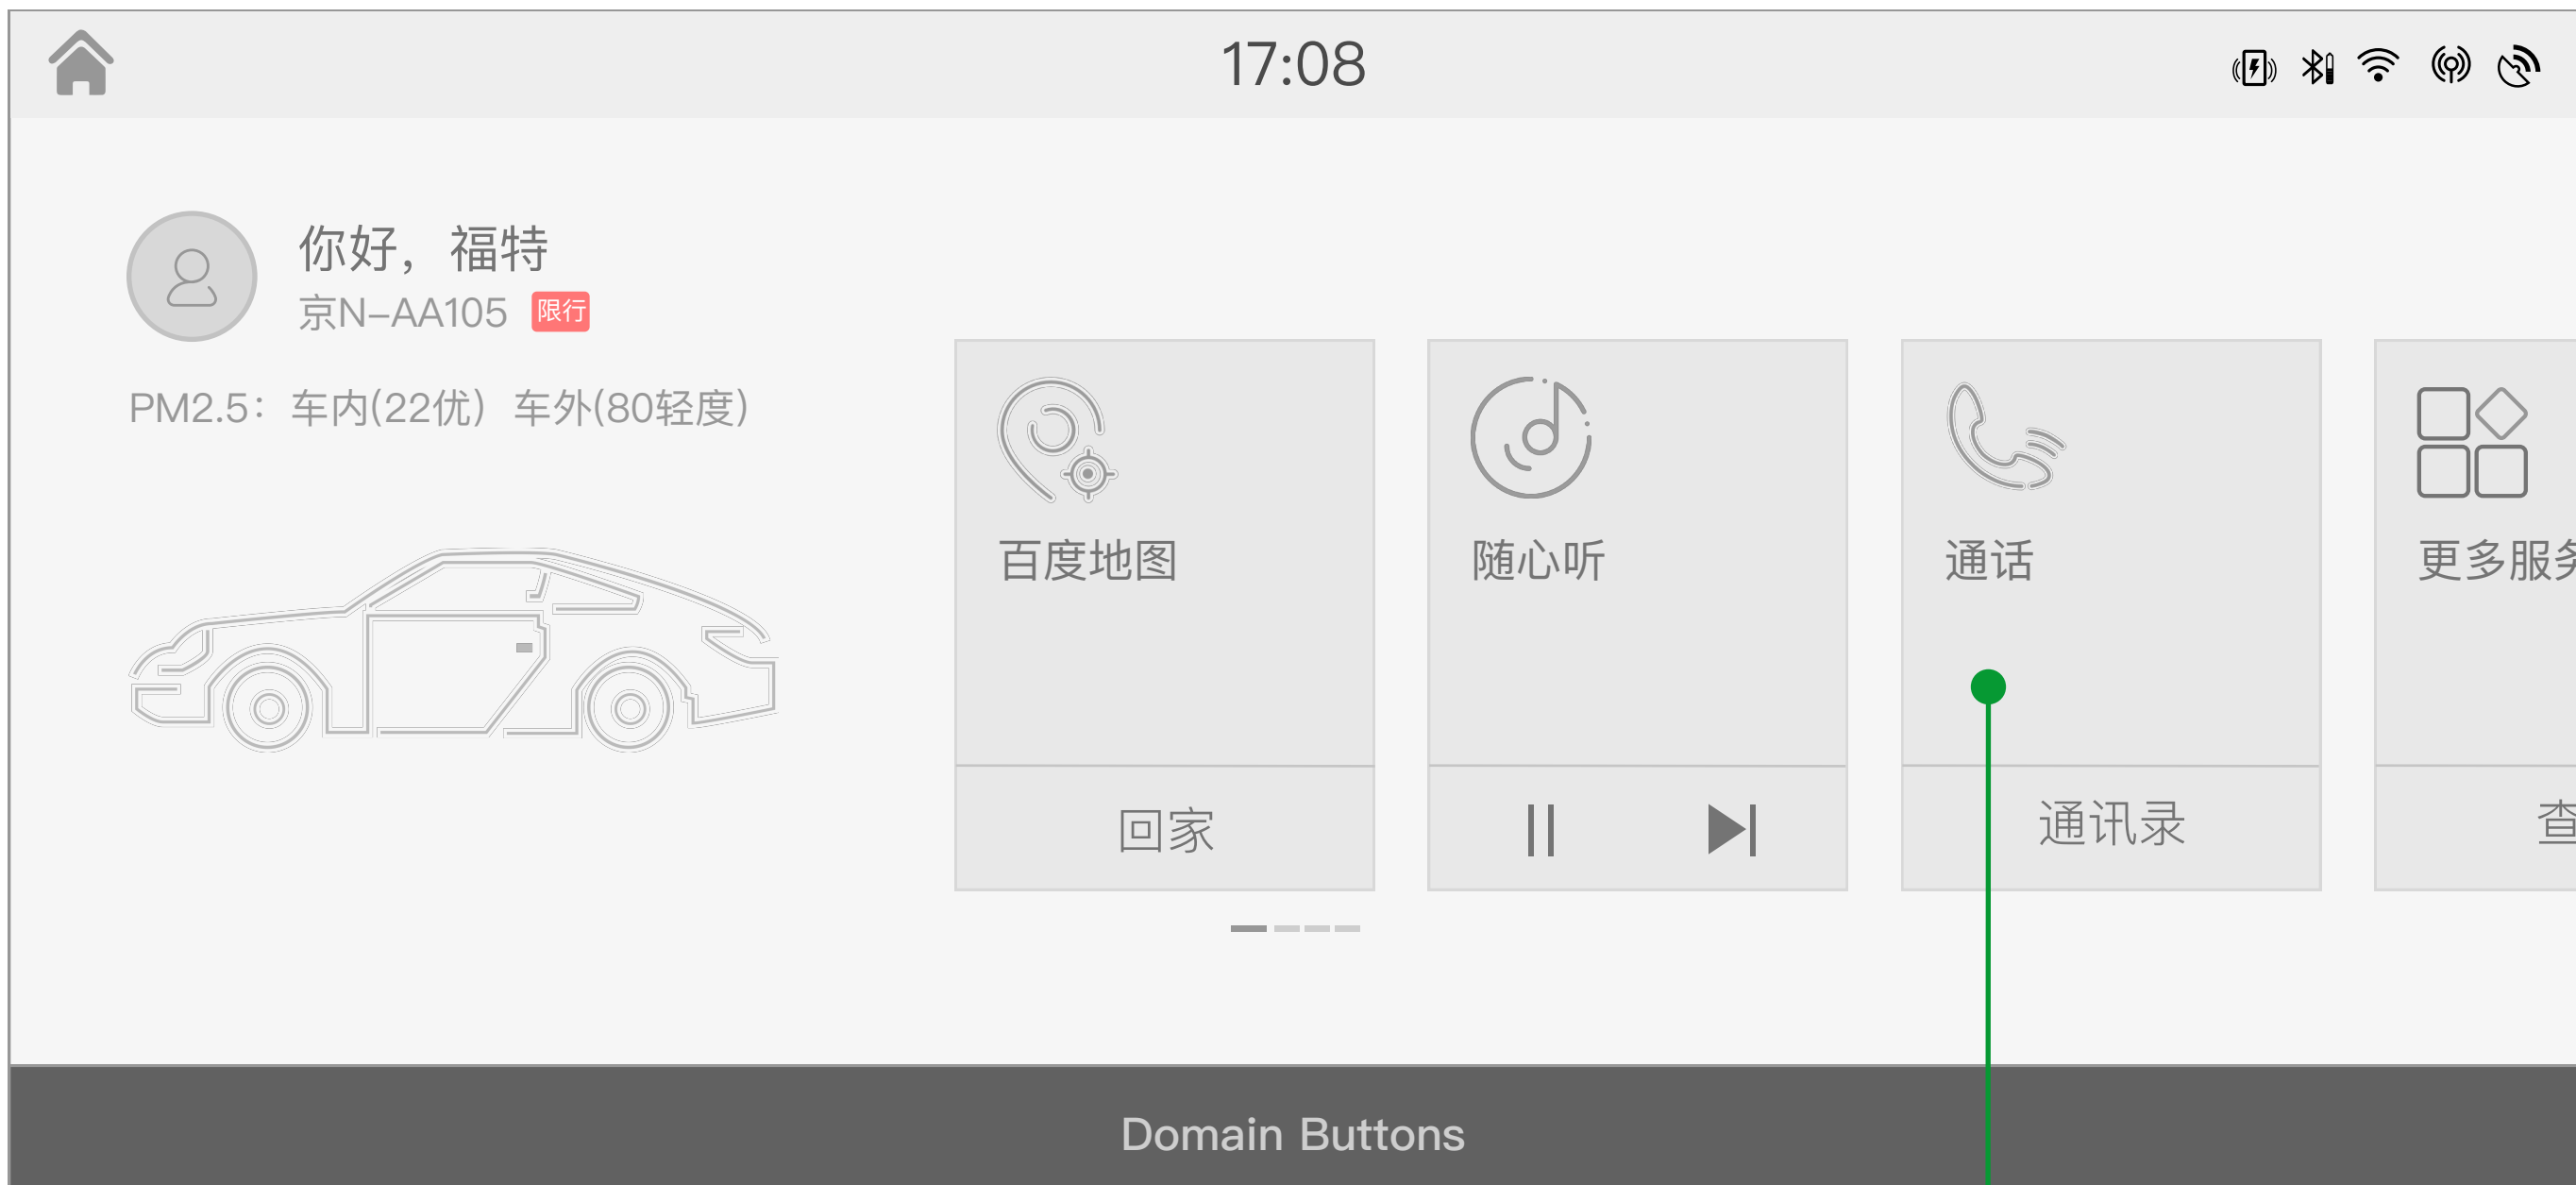 17:08
你好，福特
京N-AA105 限行
PM2.5：车内(22优) 车外(80轻度)
百度地图
随心听
通话
更多服务
回家
通讯录
查
Domain Buttons